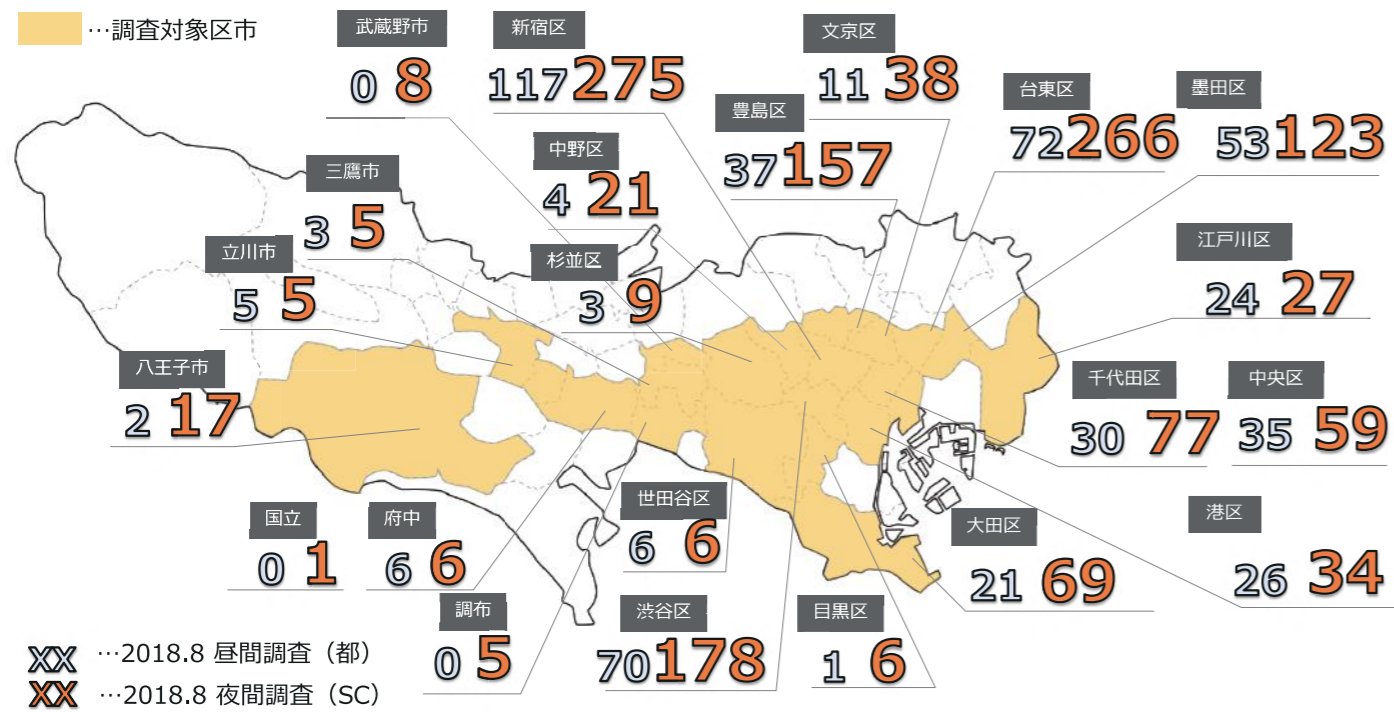 …調査対象区市
武蔵野市
0 8
新宿区
117 275
文京区
11 38
台東区
72 266
墨田区
53 123
豊島区
37 157
中野区
4 21
三鷹市
3 5
立川市
5 5
杉並区
3 9
江戸川区
24 27
八王子市
2 17
千代田区
30 77
中央区
35 59
国立
0 1
府中
6 6
世田谷区
6 6
大田区
21 69
港区
26 34
調布
0 5
渋谷区
70 178
目黒区
1 6
XX …2018.8 昼間調査（都）
XX …2018.8 夜間調査（SC）